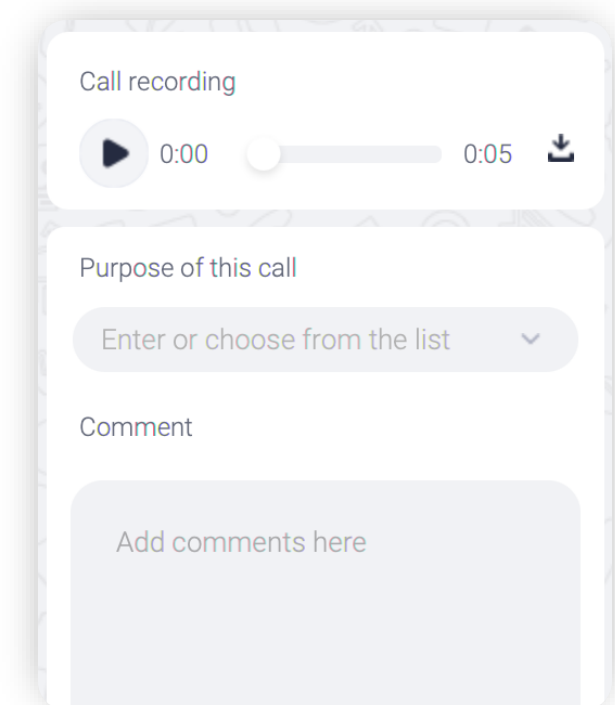 Call recording
0:00 0:05
Purpose of this call
Enter or choose from the list
Comment
Add comments here